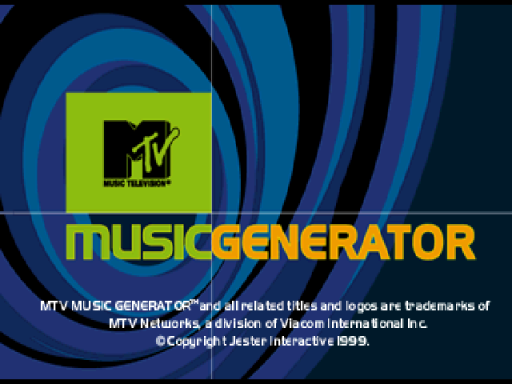 MTV
MUSIC TELEVISION®
MUSICGENERATOR
MTV MUSIC GENERATOR™ and all related titles and logos are trademarks of
MTV Networks, a division of Viacom International Inc.
© Copyright Jester Interactive 1999.